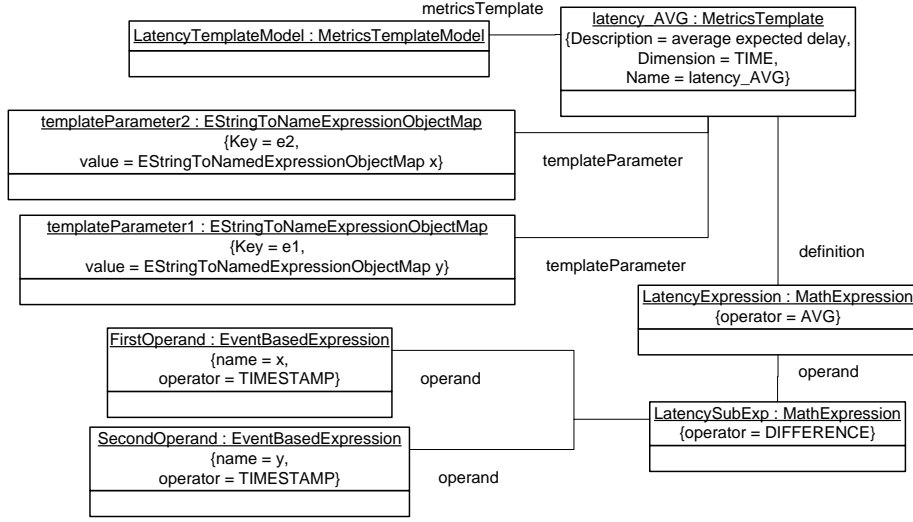 metricsTemplate
LatencyTemplateModel : MetricsTemplateModel
latency_AVG : MetricsTemplate
{Description = average expected delay,
Dimension = TIME,
Name = latency_AVG}
templateParameter2 : EStringToNameExpressionObjectMap
{Key = e2,
value = EStringToNamedExpressionObjectMap x}
templateParameter
templateParameter1 : EStringToNameExpressionObjectMap
{Key = e1,
value = EStringToNamedExpressionObjectMap y}
templateParameter
definition
LatencyExpression : MathExpression
{operator = AVG}
FirstOperand : EventBasedExpression
{name = x,
operator = TIMESTAMP}
operand
operand
LatencySubExp : MathExpression
{operator = DIFFERENCE}
SecondOperand : EventBasedExpression
{name = y,
operator = TIMESTAMP}
operand